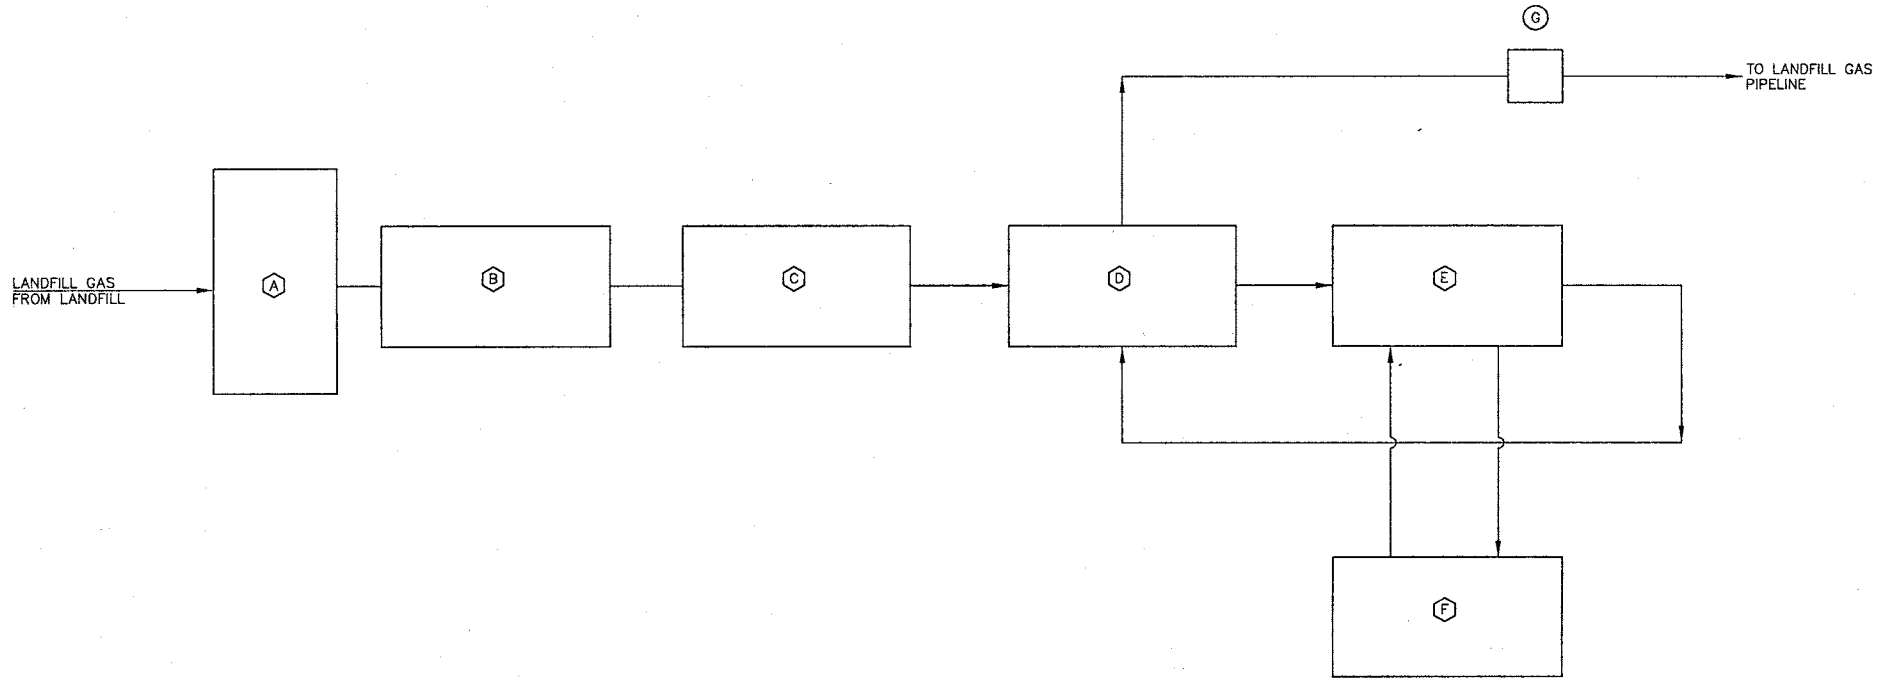 G
TO LANDFILL GAS
PIPELINE
LANDFILL GAS
FROM LANDFILL
A
B
C
D
E
F